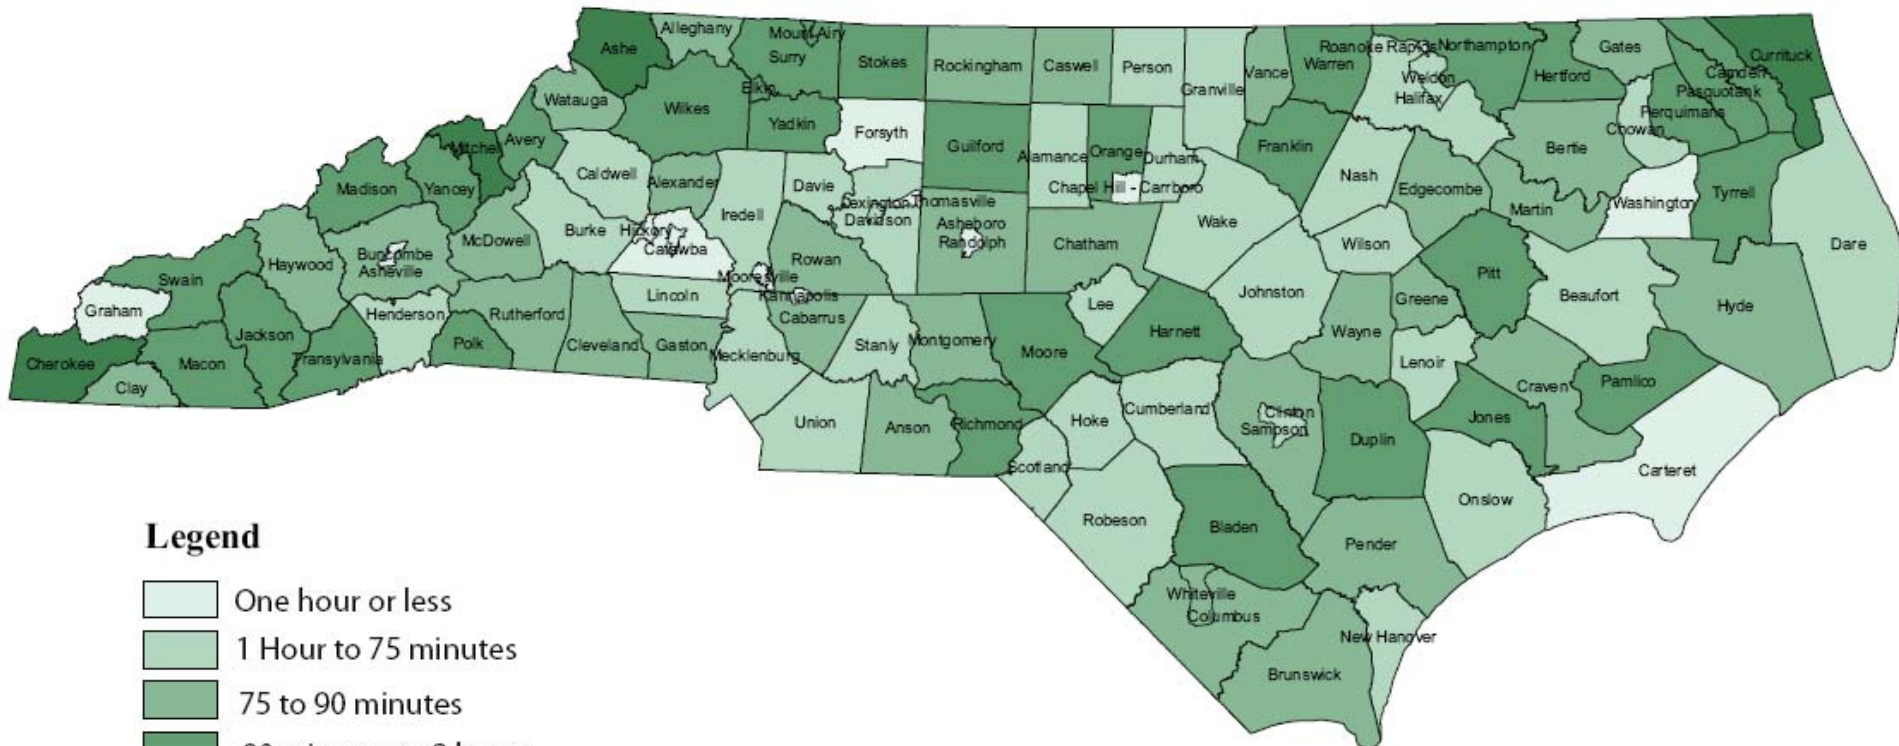 Ashe
Alleghany
Mount Airy
Surry
Stokes
Rockingham
Caswell
Person
Granville
Vance
Warren
Roanoke Rapids
Northampton
Weldon
Halifax
Hertford
Gates
Currituck
Camden
Pasquotank
Perquimans
Chowan
Watauga
Wilkes
Elkin
Yadkin
Forsyth
Guilford
Alamance
Orange
Durham
Chapel Hill - Carrboro
Franklin
Nash
Edgecombe
Bertie
Martin
Washington
Tyrrell
Dare
Mitchell
Avery
Caldwell
Alexander
Davie
Iredell
Lexington
Davidson
Thomasville
Asheboro
Randolph
Chatham
Wake
Wilson
Madison
Yancey
McDowell
Burke
Hickory
Catawba
Rowan
Mooresville
Kannapolis
Cabarrus
Lincoln
Buncombe
Asheville
Haywood
Swain
Graham
Henderson
Rutherford
Cleveland
Gaston
Mecklenburg
Stanly
Montgomery
Moore
Lee
Harnett
Johnston
Wayne
Greene
Pitt
Beaufort
Hyde
Cherokee
Clay
Macon
Jackson
Transylvania
Polk
Union
Anson
Richmond
Scotland
Hoke
Cumberland
Clinton
Sampson
Duplin
Lenoir
Craven
Jones
Pamlico
Carteret
Onslow
Robeson
Bladen
Pender
Whiteville
Columbus
New Hanover
Brunswick
Legend
One hour or less
1 Hour to 75 minutes
75 to 90 minutes